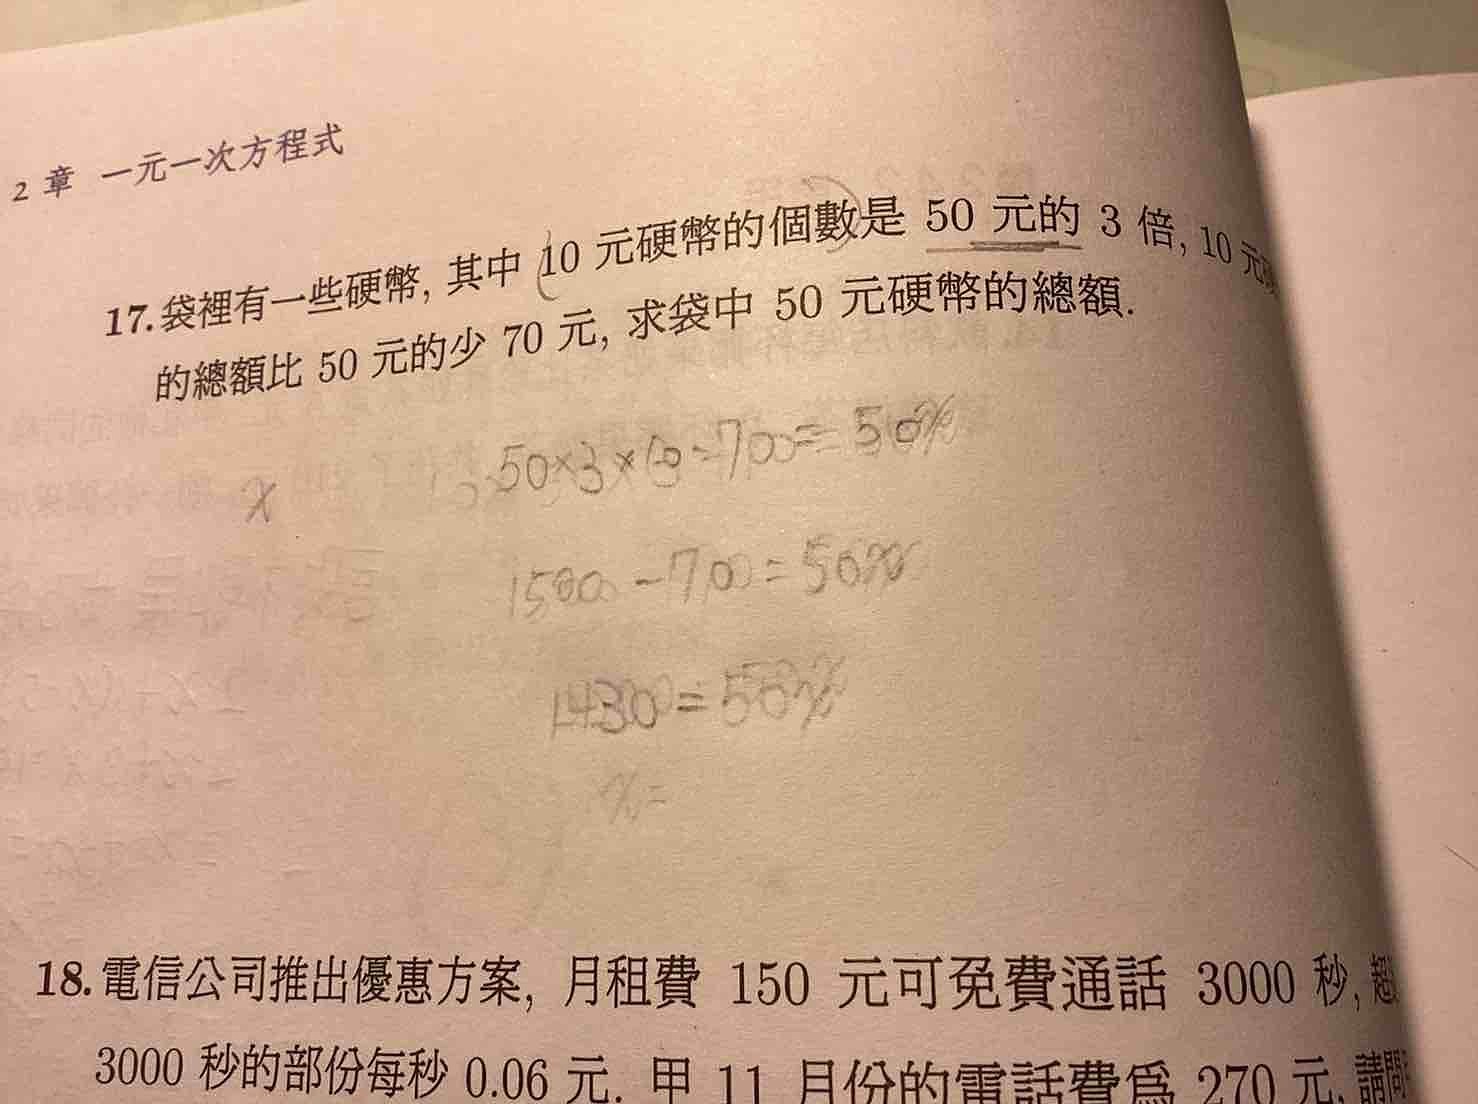 2 章 一元一次方程式
17. 袋裡有一些硬幣, 其中 10 元硬幣的個數是 50 元的 3 倍, 10 元
的總額比 50 元的少 70 元, 求袋中 50 元硬幣的總額.
50×3×10-700=50x
x
1500-700=50x
14300=50x
x=
18. 電信公司推出優惠方案, 月租費 150 元可免費通話 3000 秒, 超
3000 秒的部份每秒 0.06 元. 甲 11 月份的電話費為 270 元, 請問